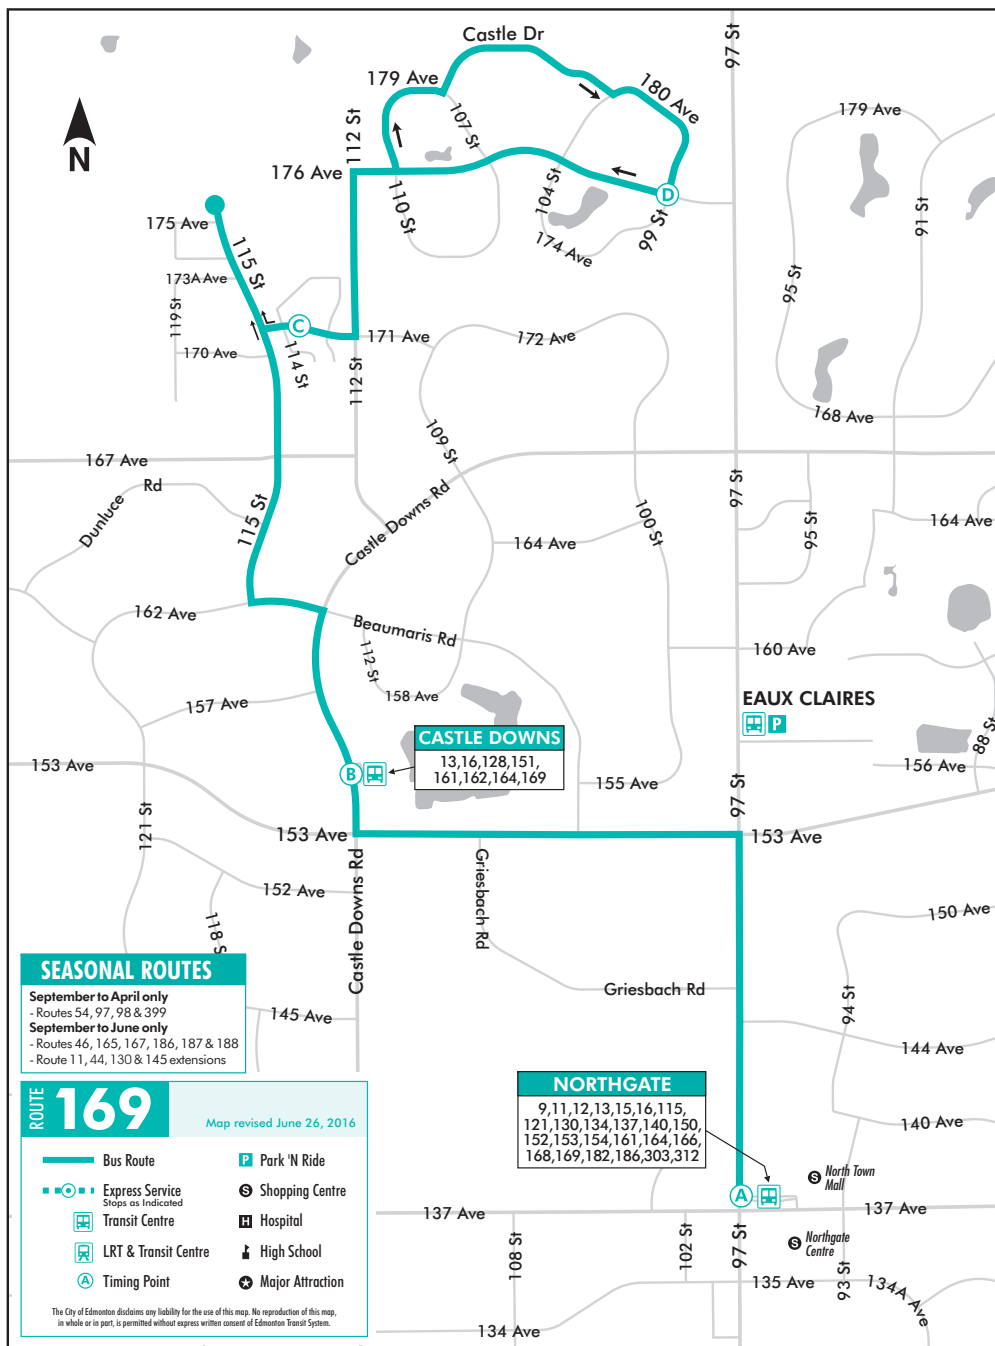 Castle Dr
97 St
179 Ave
180 Ave
179 Ave
107 St
112 St
176 Ave
104 St
110 St
D
99 St
91 St
175 Ave
115 St
174 Ave
N
173A Ave
95 St
119 St
C
171 Ave
172 Ave
170 Ave
114 St
112 St
168 Ave
109 St
167 Ave
97 St
Dunluce
Rd
115 St
Castle Downs Rd
100 St
95 St
164 Ave
164 Ave
162 Ave
Beaumaris Rd
112 St
160 Ave
158 Ave
157 Ave
EAUX CLAIRES
P
88 St
CASTLE DOWNS
13,16,128,151,
161,162,164,169
153 Ave
B
155 Ave
156 Ave
97 St
121 St
153 Ave
153 Ave
Castle Downs Rd
Griesbach Rd
152 Ave
118 S
150 Ave
Griesbach Rd
94 St
145 Ave
144 Ave
SEASONAL ROUTES
September to April only
- Routes 54, 97, 98 & 399
September to June only
- Routes 46, 165, 167, 186, 187 & 188
- Route 11, 44, 130 & 145 extensions
NORTHGATE
9,11,12,13,15,16,115,
121,130,134,137,140,150,
152,153,154,161,164,166,
168,169,182,186,303,312
140 Ave
A
S North Town
Mall
137 Ave
137 Ave
108 St
102 St
97 St
S Northgate
Centre
93 St
135 Ave
134A Ave
134 Ave
ROUTE 169
Map revised June 26, 2016
Bus Route
P Park 'N Ride
Express Service
Stops as Indicated
S Shopping Centre
Transit Centre
H Hospital
LRT & Transit Centre
High School
A Timing Point
Major Attraction
The City of Edmonton disclaims any liability for the use of this map. No reproduction of this map,
in whole or in part, is permitted without express written consent of Edmonton Transit System.